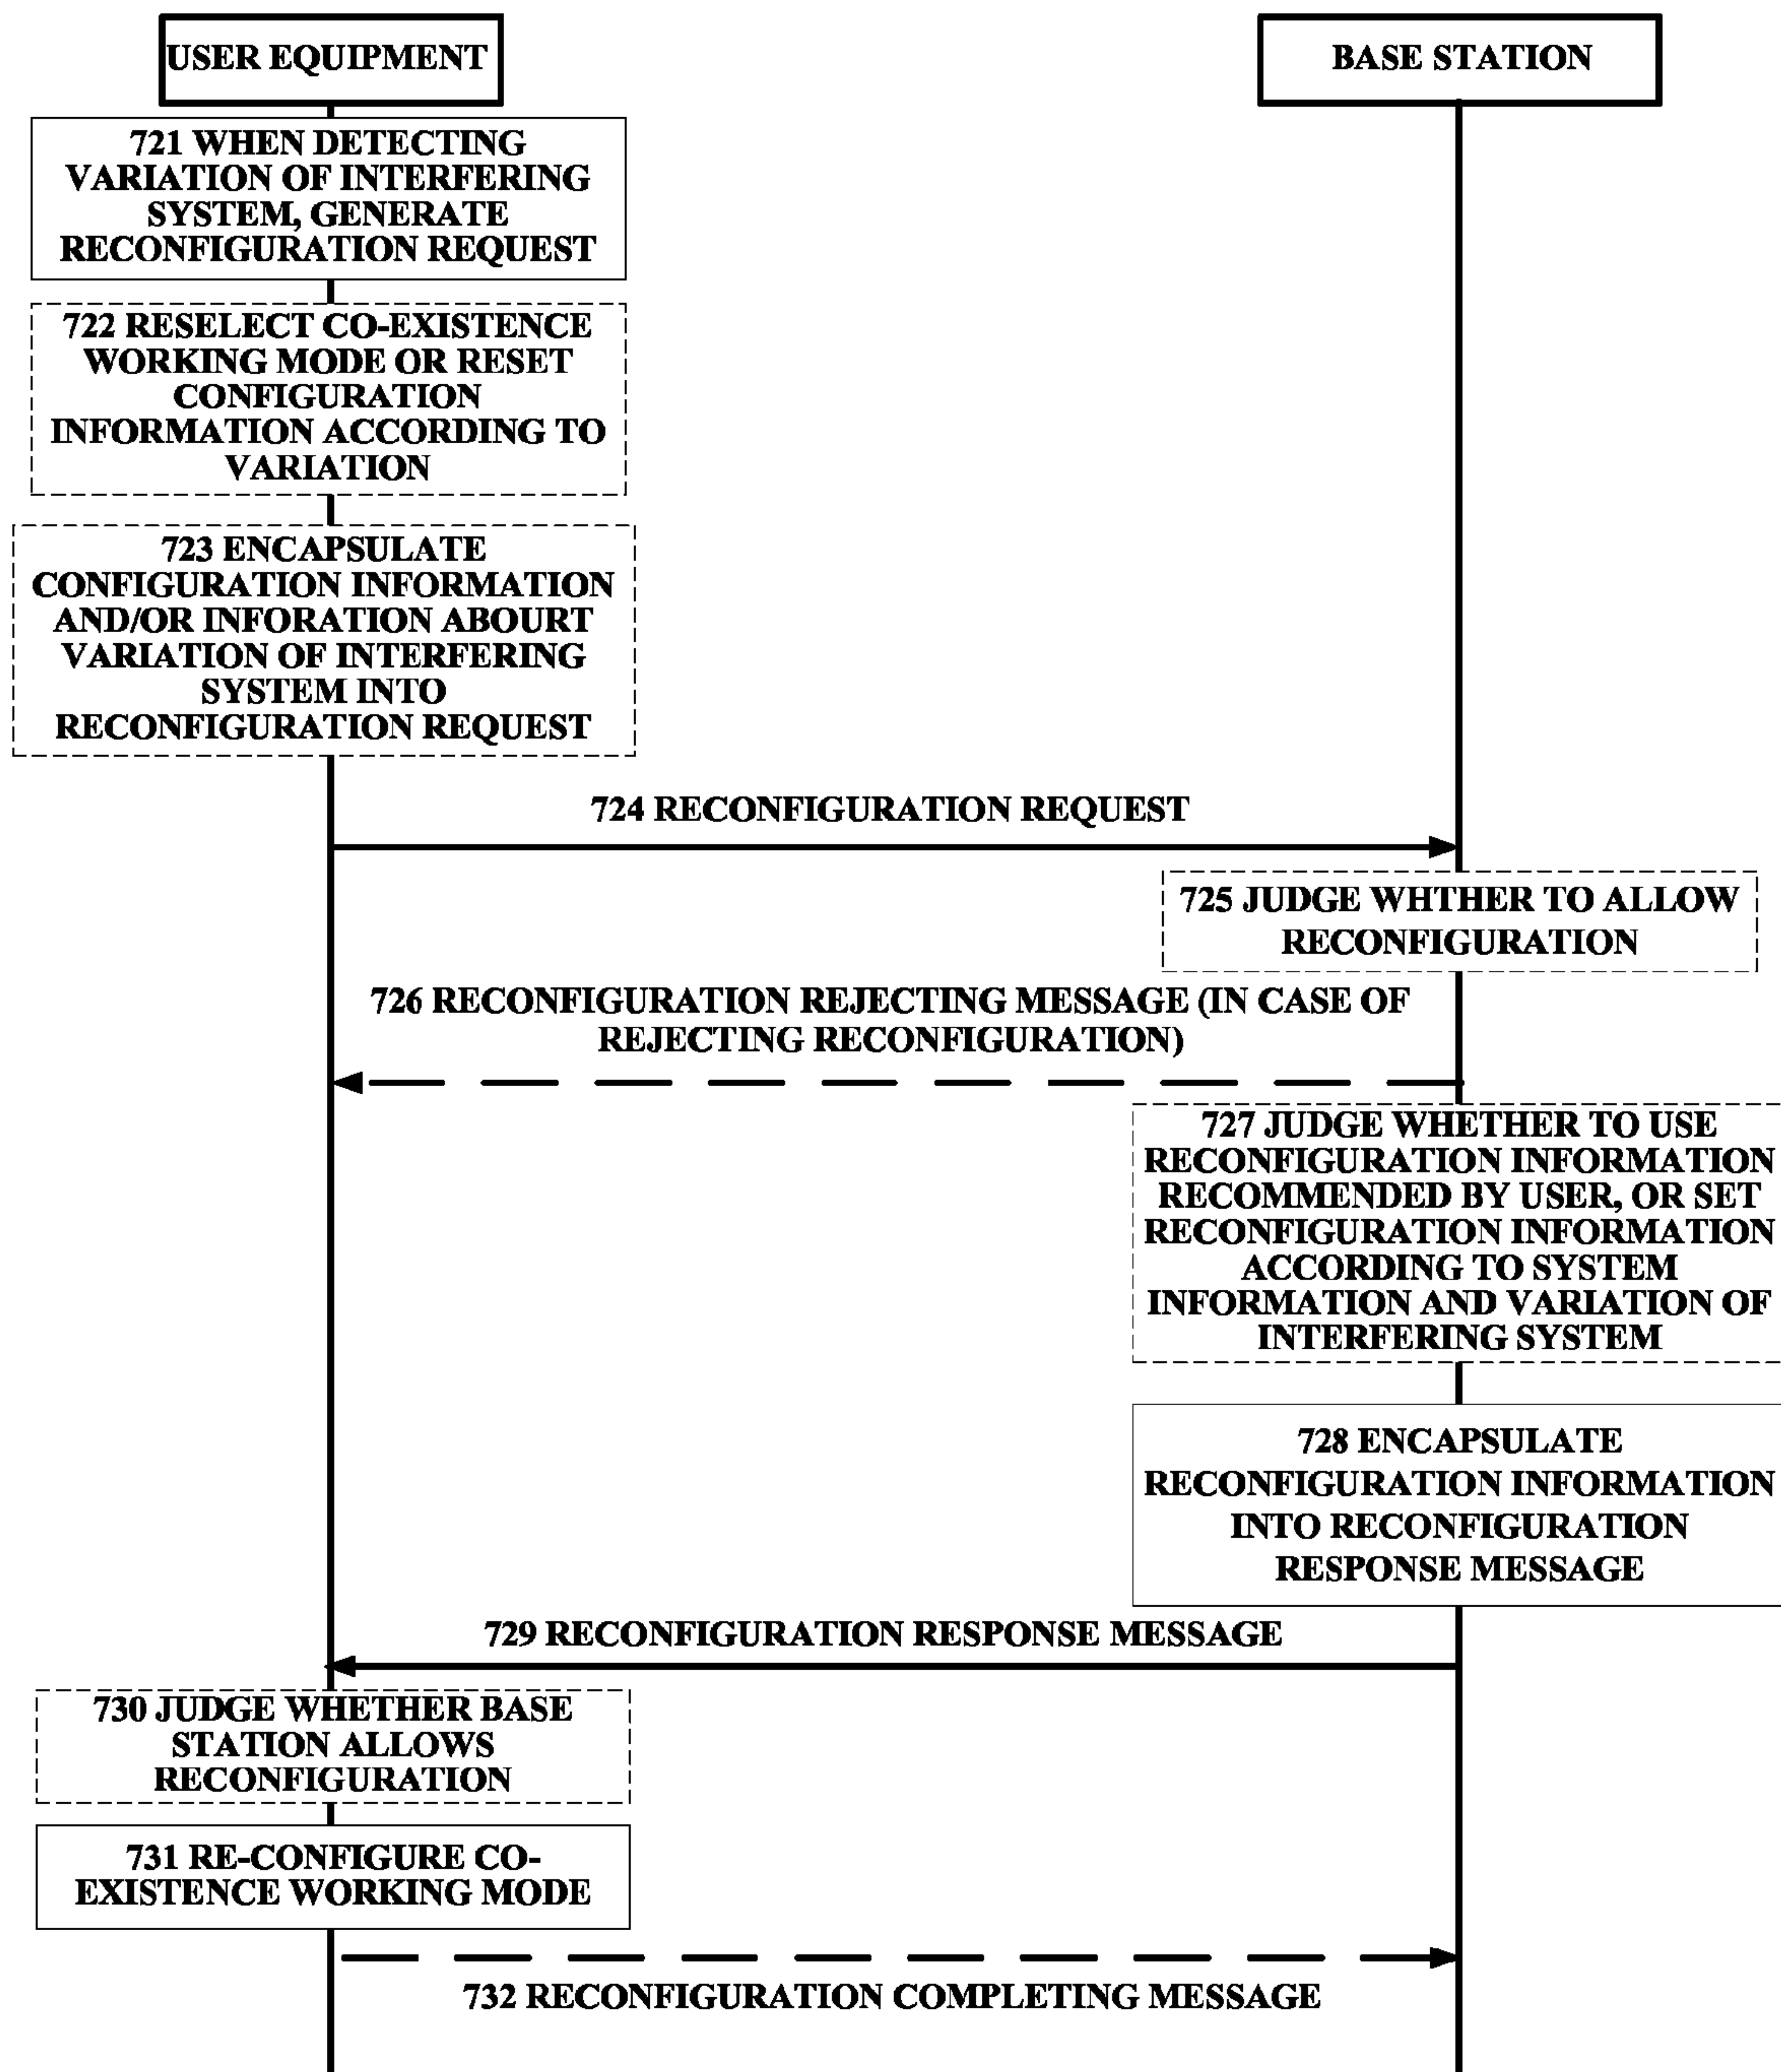 USER EQUIPMENT
BASE STATION
721 WHEN DETECTING
VARIATION OF INTERFERING
SYSTEM, GENERATE
RECONFIGURATION REQUEST
722 RESELECT CO-EXISTENCE
WORKING MODE OR RESET
CONFIGURATION
INFORMATION ACCORDING TO
VARIATION
723 ENCAPSULATE
CONFIGURATION INFORMATION
AND/OR INFORATION ABOURT
VARIATION OF INTERFERING
SYSTEM INTO
RECONFIGURATION REQUEST
724 RECONFIGURATION REQUEST
725 JUDGE WHTHER TO ALLOW
RECONFIGURATION
726 RECONFIGURATION REJECTING MESSAGE (IN CASE OF
REJECTING RECONFIGURATION)
727 JUDGE WHETHER TO USE
RECONFIGURATION INFORMATION
RECOMMENDED BY USER, OR SET
RECONFIGURATION INFORMATION
ACCORDING TO SYSTEM
INFORMATION AND VARIATION OF
INTERFERING SYSTEM
728 ENCAPSULATE
RECONFIGURATION INFORMATION
INTO RECONFIGURATION
RESPONSE MESSAGE
729 RECONFIGURATION RESPONSE MESSAGE
730 JUDGE WHETHER BASE
STATION ALLOWS
RECONFIGURATION
731 RE-CONFIGURE CO-
EXISTENCE WORKING MODE
732 RECONFIGURATION COMPLETING MESSAGE